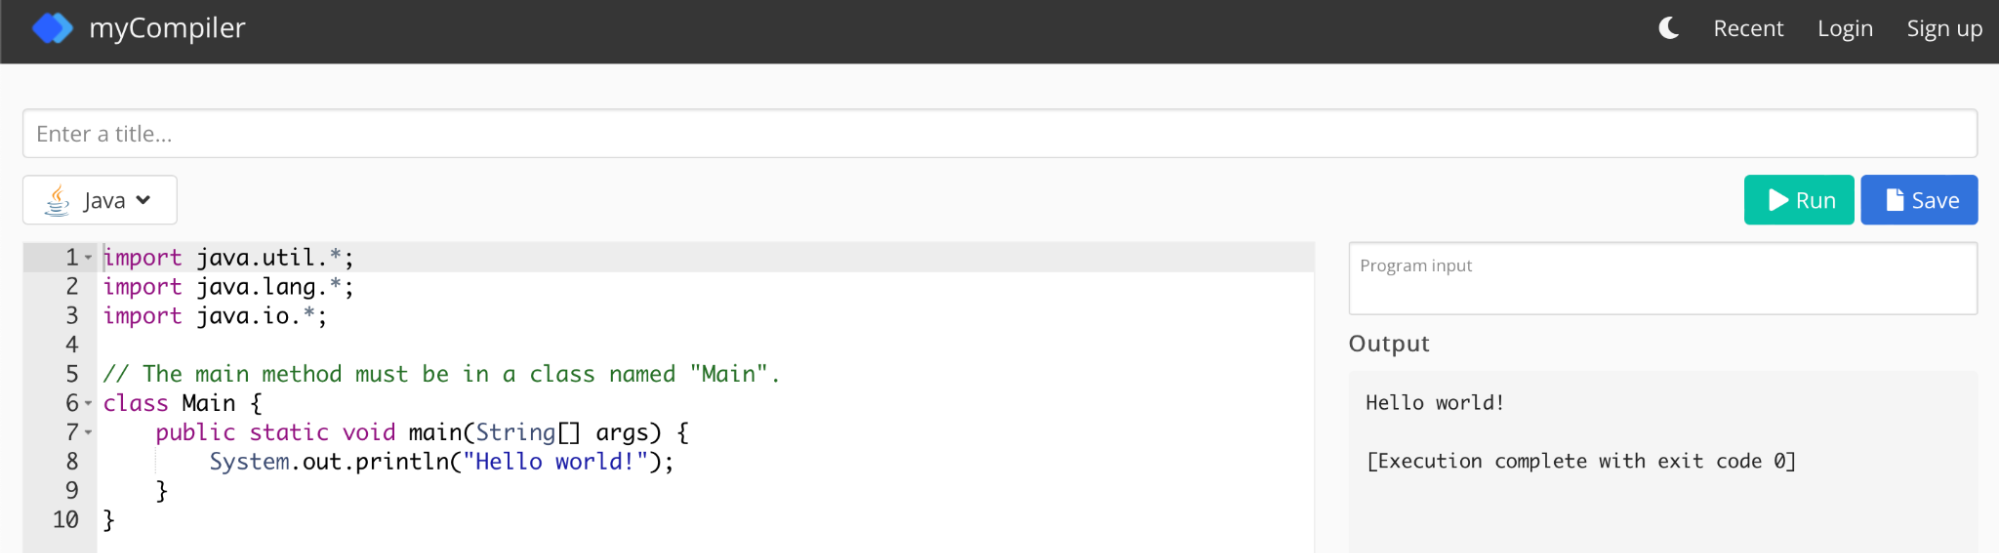 myCompiler
Recent Login Sign up
Enter a title...
Java
Run Save
1 import java.util.*;
2 import java.lang.*;
3 import java.io.*;
4
5 // The main method must be in a class named "Main".
6 class Main {
7     public static void main(String[] args) {
8         System.out.println("Hello world!");
9     }
10 }
Program input
Output
Hello world!
[Execution complete with exit code 0]